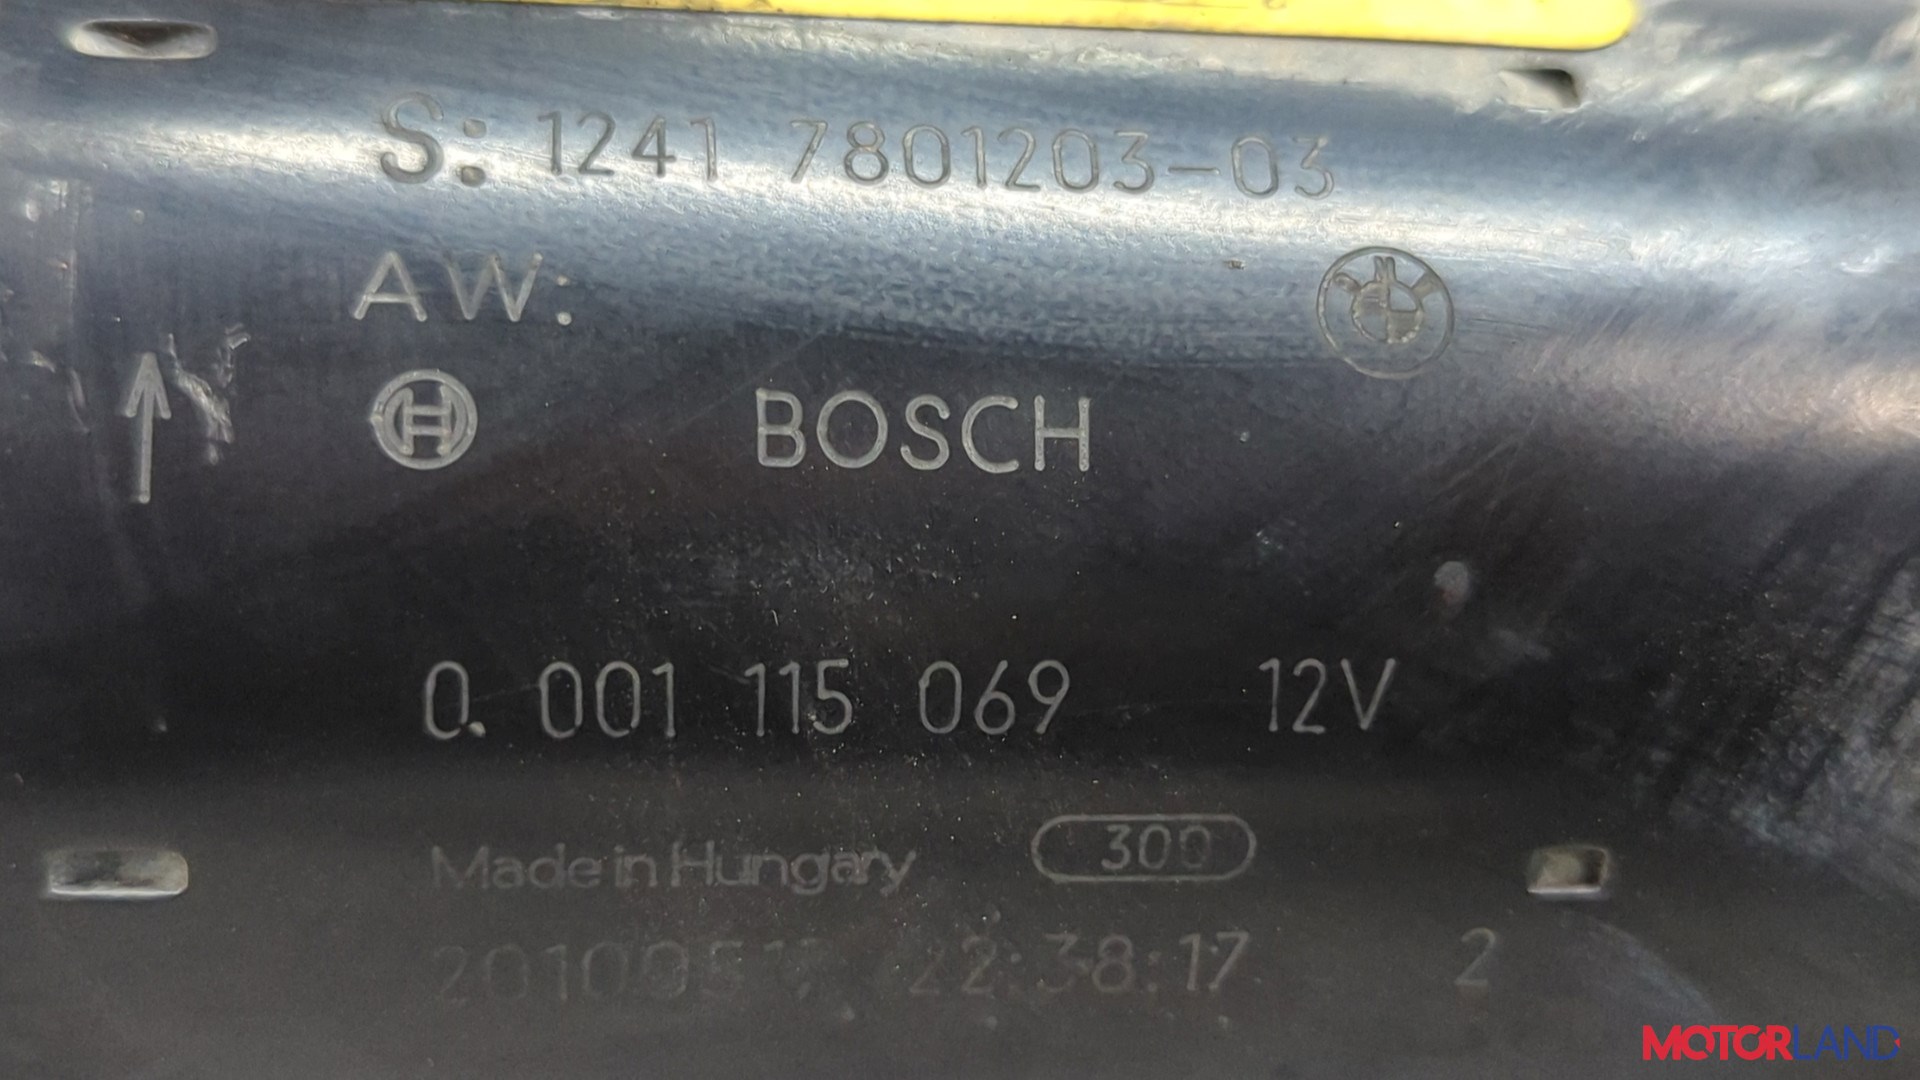 S: 1241 7801203-03
AW:
BMW
BOSCH
0. 001 115 069 12V
Made in Hungary 300
22:38:17 2
MOTORLAND